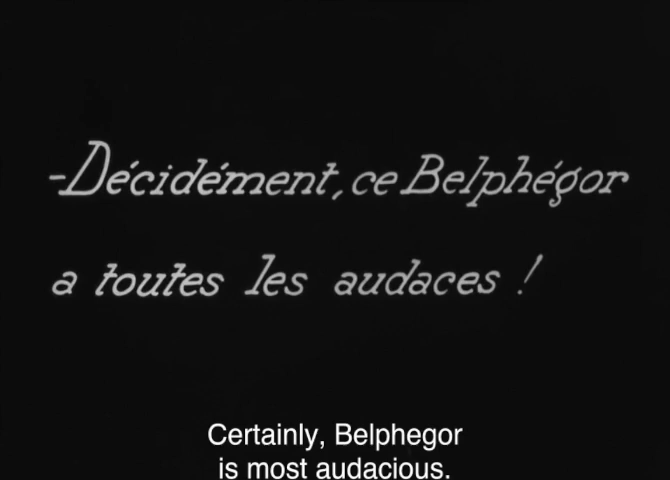 -Décidément, ce Belphégor
a toutes les audaces !
Certainly, Belphegor
is most audacious.